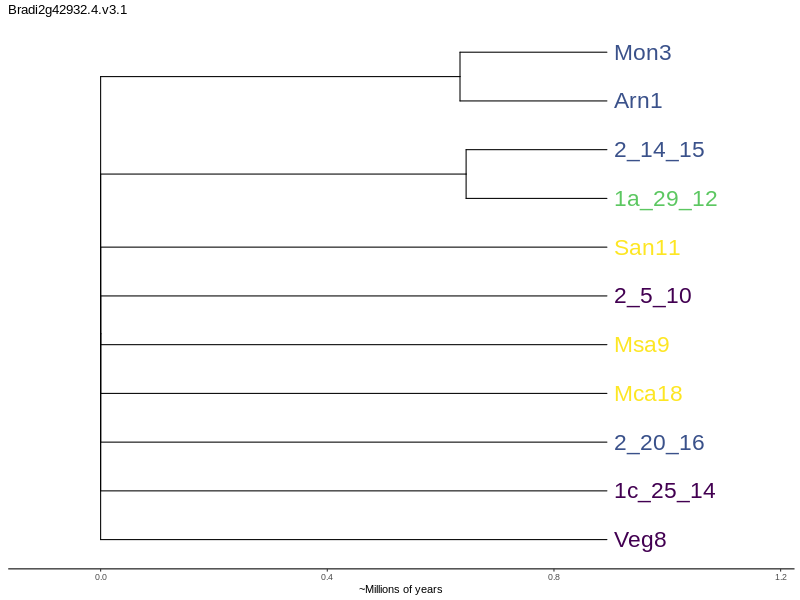 Bradi2g42932.4.v3.1
Mon3
Arn1
2_14_15
1a_29_12
San11
2_5_10
Msa9
Mca18
2_20_16
1c_25_14
Veg8
0.0 0.4 0.8 1.2
~Millions of years